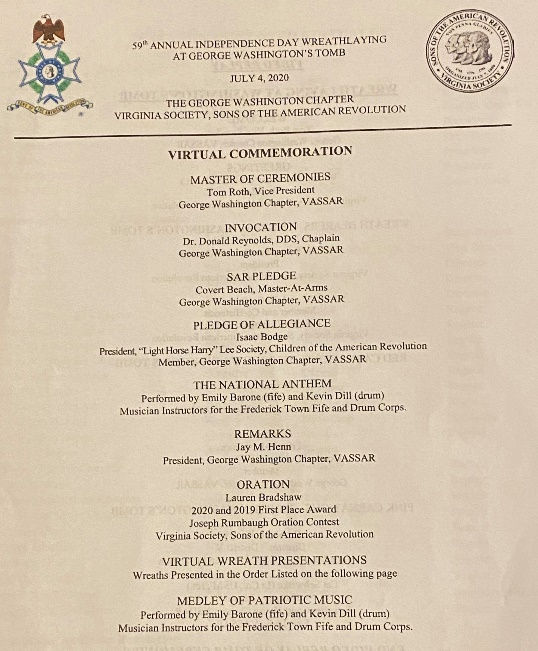 59th ANNUAL INDEPENDENCE DAY WREATHLAYING
AT GEORGE WASHINGTON'S TOMB
JULY 4, 2020
THE GEORGE WASHINGTON CHAPTER
VIRGINIA SOCIETY, SONS OF THE AMERICAN REVOLUTION
SONS OF THE AMERICAN REVOLUTION
VIRGINIA SOCIETY
VIRTUAL COMMEMORATION
MASTER OF CEREMONIES
Tom Roth, Vice President
George Washington Chapter, VASSAR
INVOCATION
Dr. Donald Reynolds, DDS, Chaplain
George Washington Chapter, VASSAR
SAR PLEDGE
Covert Beach, Master-At-Arms
George Washington Chapter, VASSAR
PLEDGE OF ALLEGIANCE
Isaac Bodge
President, "Light Horse Harry" Lee Society, Children of the American Revolution
Member, George Washington Chapter, VASSAR
THE NATIONAL ANTHEM
Performed by Emily Barone (fife) and Kevin Dill (drum)
Musician Instructors for the Frederick Town Fife and Drum Corps.
REMARKS
Jay M. Henn
President, George Washington Chapter, VASSAR
ORATION
Lauren Bradshaw
2020 and 2019 First Place Award
Joseph Rumbaugh Oration Contest
Virginia Society, Sons of the American Revolution
VIRTUAL WREATH PRESENTATIONS
Wreaths Presented in the Order Listed on the following page
MEDLEY OF PATRIOTIC MUSIC
Performed by Emily Barone (fife) and Kevin Dill (drum)
Musician Instructors for the Frederick Town Fife and Drum Corps.